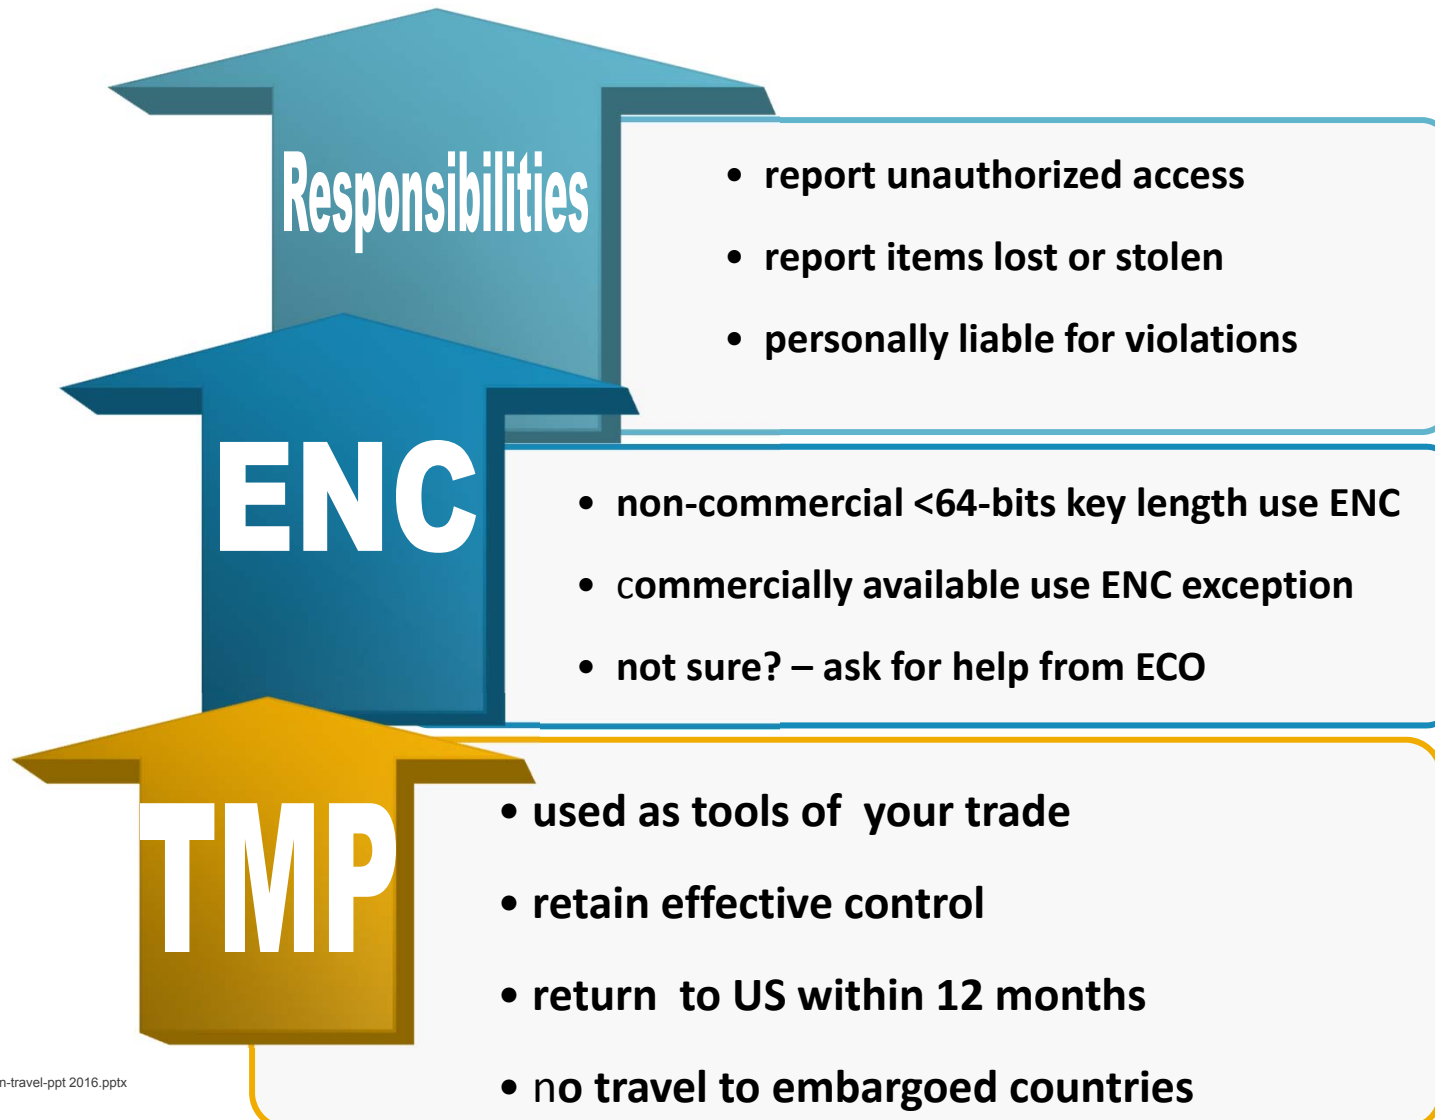 Responsibilities
• report unauthorized access
• report items lost or stolen
• personally liable for violations
ENC
• non-commercial <64-bits key length use ENC
• commercially available use ENC exception
• not sure? – ask for help from ECO
TMP
• used as tools of  your trade
• retain effective control
• return  to US within 12 months
• no travel to embargoed countries
n-travel-ppt 2016.pptx